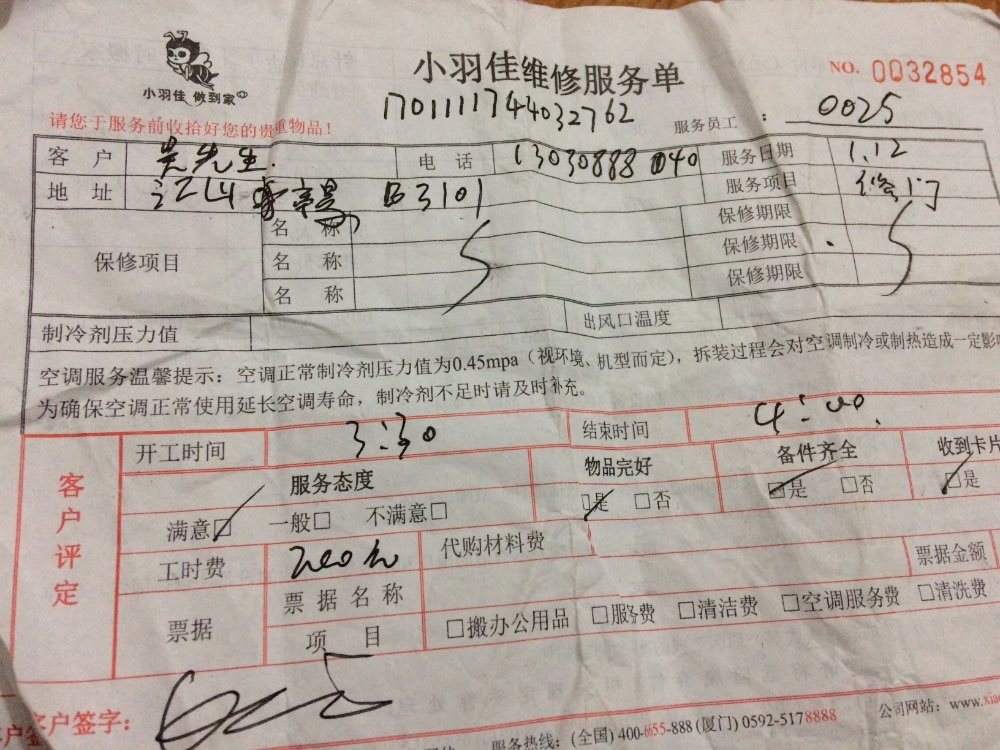 小羽佳 做到家
小羽佳维修服务单
NO. 0032854
1701111744032762
请您于服务前收拾好您的贵重物品！
服务员工 ： 0025
客 户 吴先生. 电 话 13030888040 服务日期 1.12
地 址 B3101 服务项目 修门
保修项目
名 称 保修期限
名 称 保修期限
名 称 保修期限
制冷剂压力值 出风口温度
空调服务温馨提示：空调正常制冷剂压力值为0.45mpa（视环境、机型而定），拆装过程会对空调制冷或制热造成一定影
为确保空调正常使用延长空调寿命，制冷剂不足时请及时补充。
客户评定
开工时间 3:30 结束时间 4:00
服务态度 物品完好 备件齐全 收到卡片
满意☑ 一般□ 不满意□ ☑是 □否 ☑是 □否 ☑是
工时费 200元 代购材料费 票据金额
票据 票据名称
项 目 □搬办公用品 □服务费 □清洁费 □空调服务费 □清洗费
客户签字：
服务热线：(全国) 400-6655-888 (厦门) 0592-5178888 公司网站：www.xia